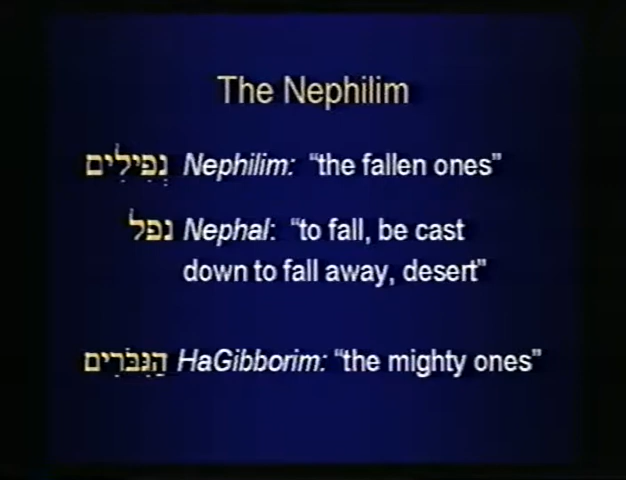 The Nephilim
נְפִילִים Nephilim: “the fallen ones”
נפל Nephal: “to fall, be cast
down to fall away, desert”
הַגִּבֹּרִים HaGibborim: “the mighty ones”